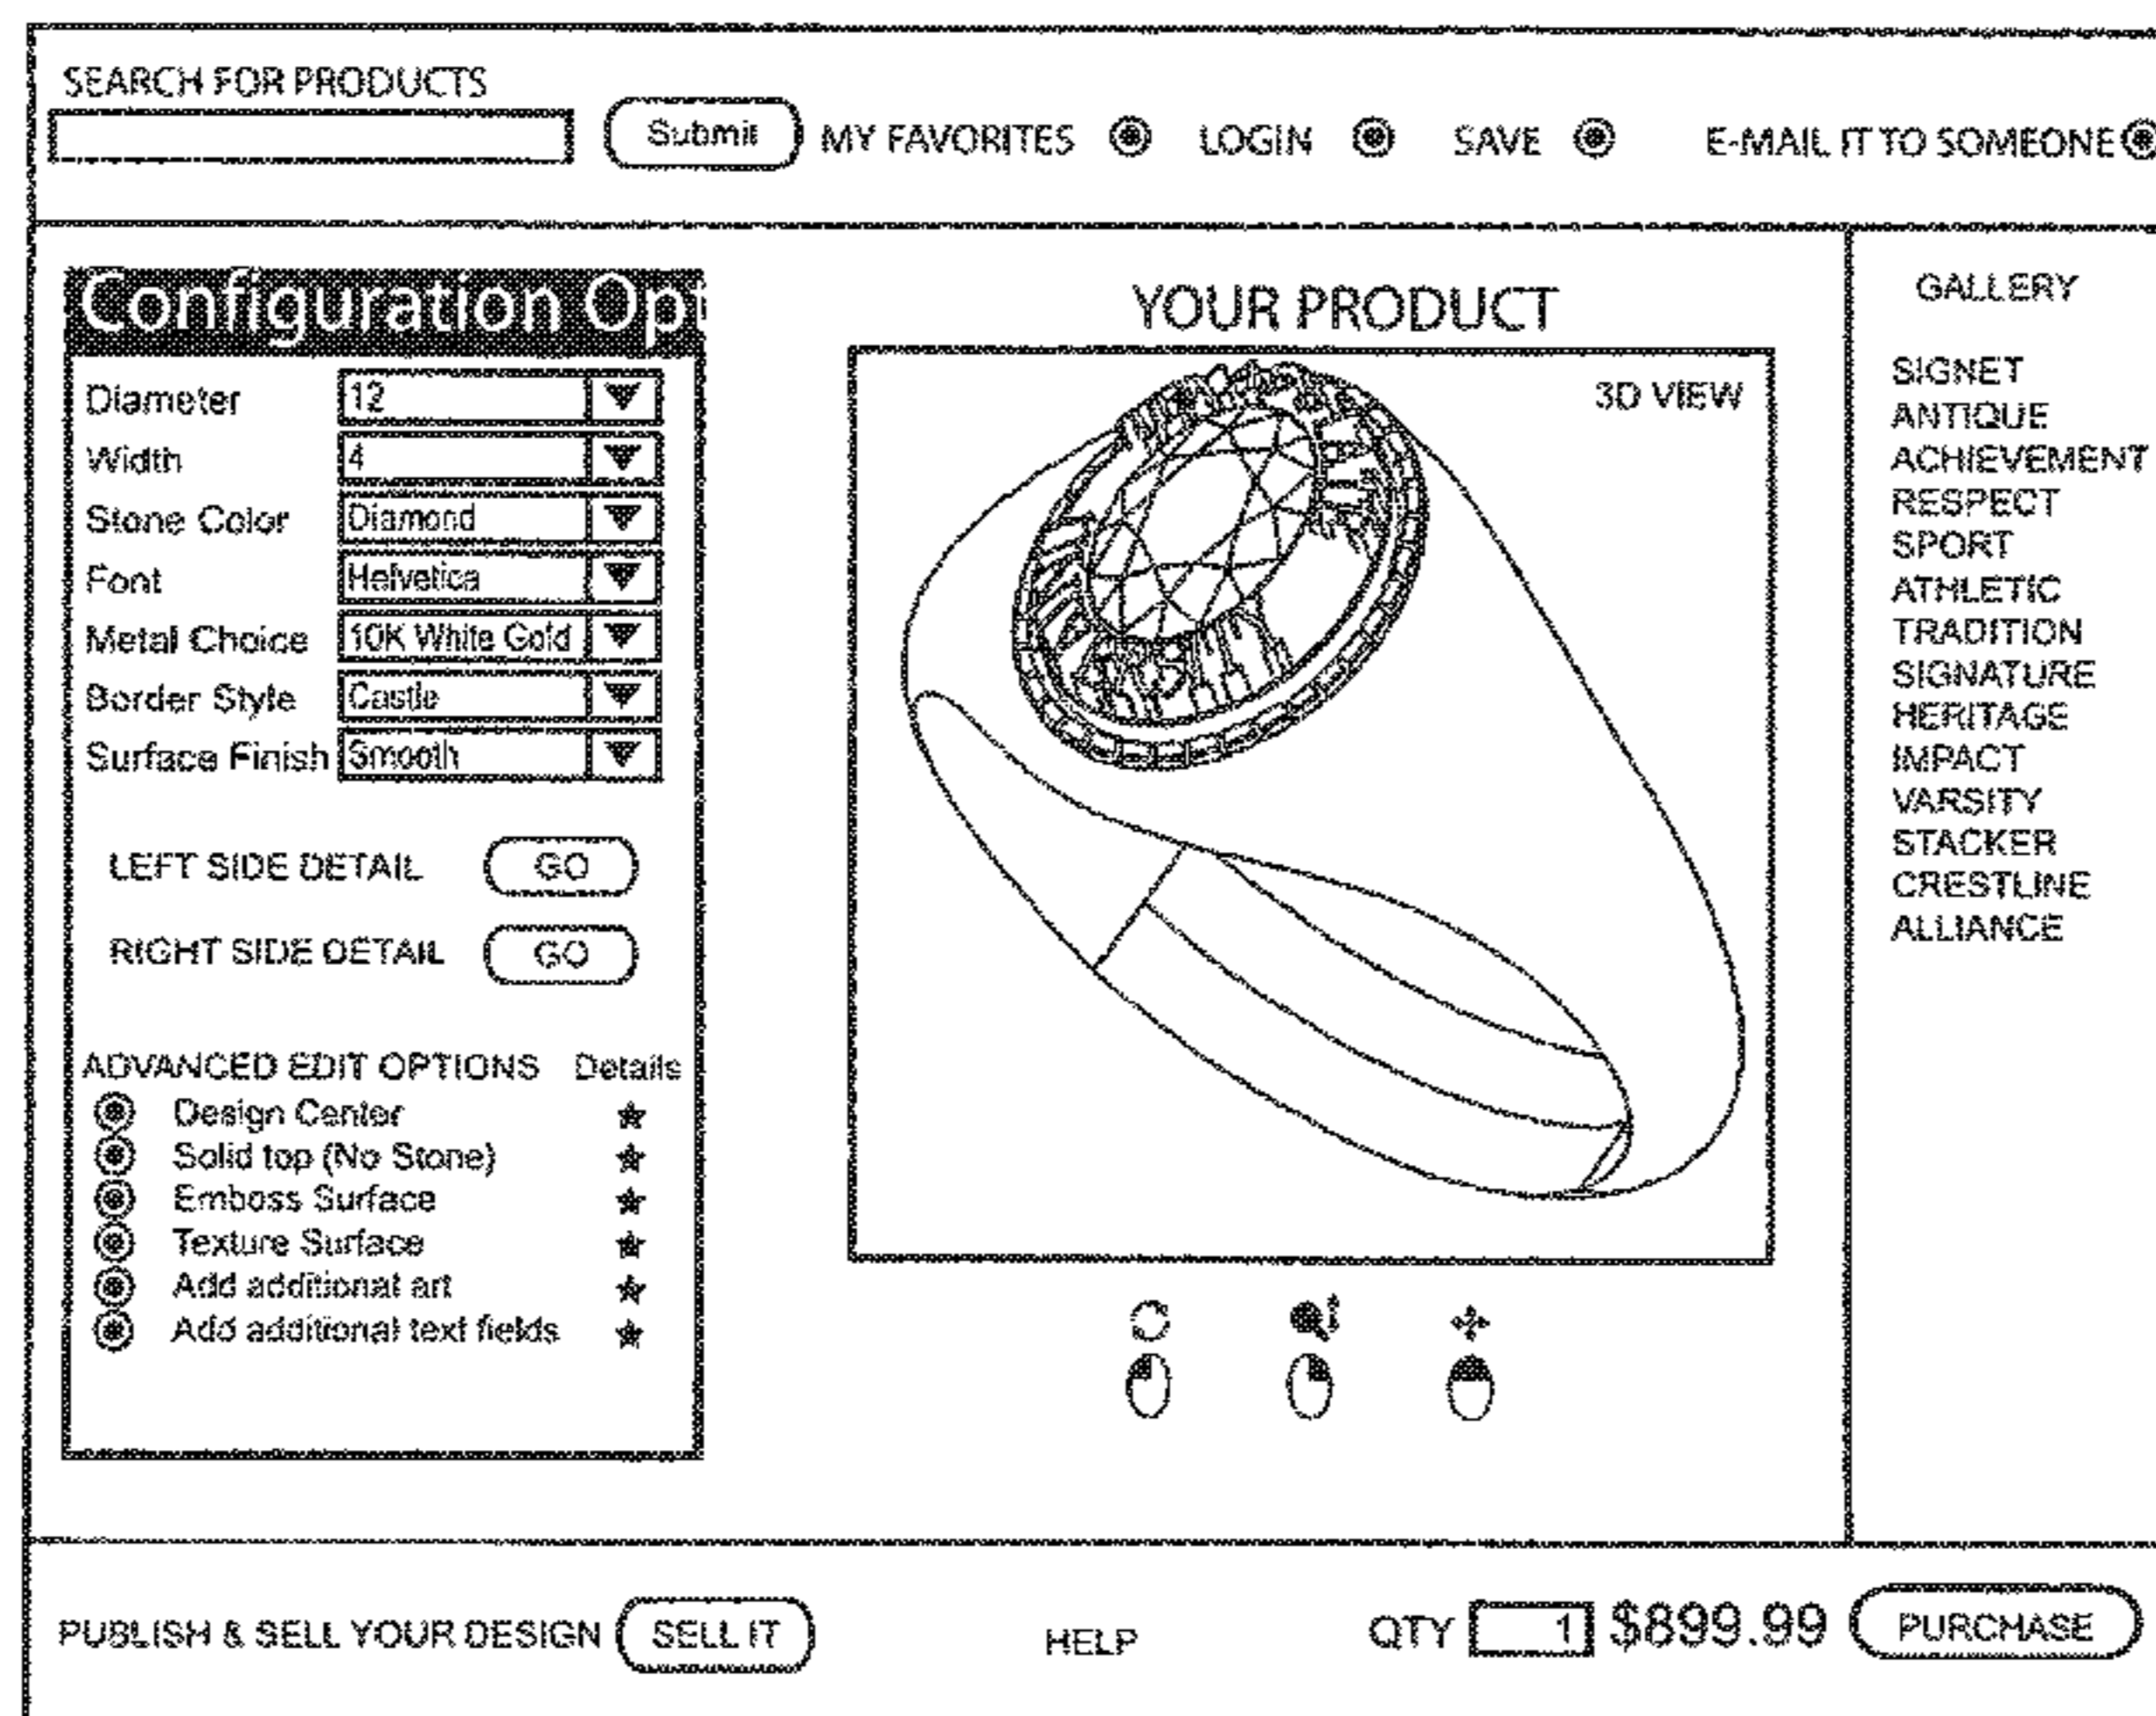 SEARCH FOR PRODUCTS
Submit MY FAVORITES LOGIN SAVE E-MAIL IT TO SOMEONE
Configuration Opt
Diameter 12
Width 4
Stone Color Diamond
Font Helvetica
Metal Choice 10K White Gold
Border Style Castle
Surface Finish Smooth
LEFT SIDE DETAIL GO
RIGHT SIDE DETAIL GO
ADVANCED EDIT OPTIONS Details
Design Center
Solid top (No Stone)
Emboss Surface
Texture Surface
Add additional art
Add additional text fields
YOUR PRODUCT
3D VIEW
GALLERY
SIGNET
ANTIQUE
ACHIEVEMENT
RESPECT
SPORT
ATHLETIC
TRADITION
SIGNATURE
HERITAGE
IMPACT
VARSITY
STACKER
CRESTLINE
ALLIANCE
PUBLISH & SELL YOUR DESIGN SELL IT HELP QTY 1 $899.99 PURCHASE